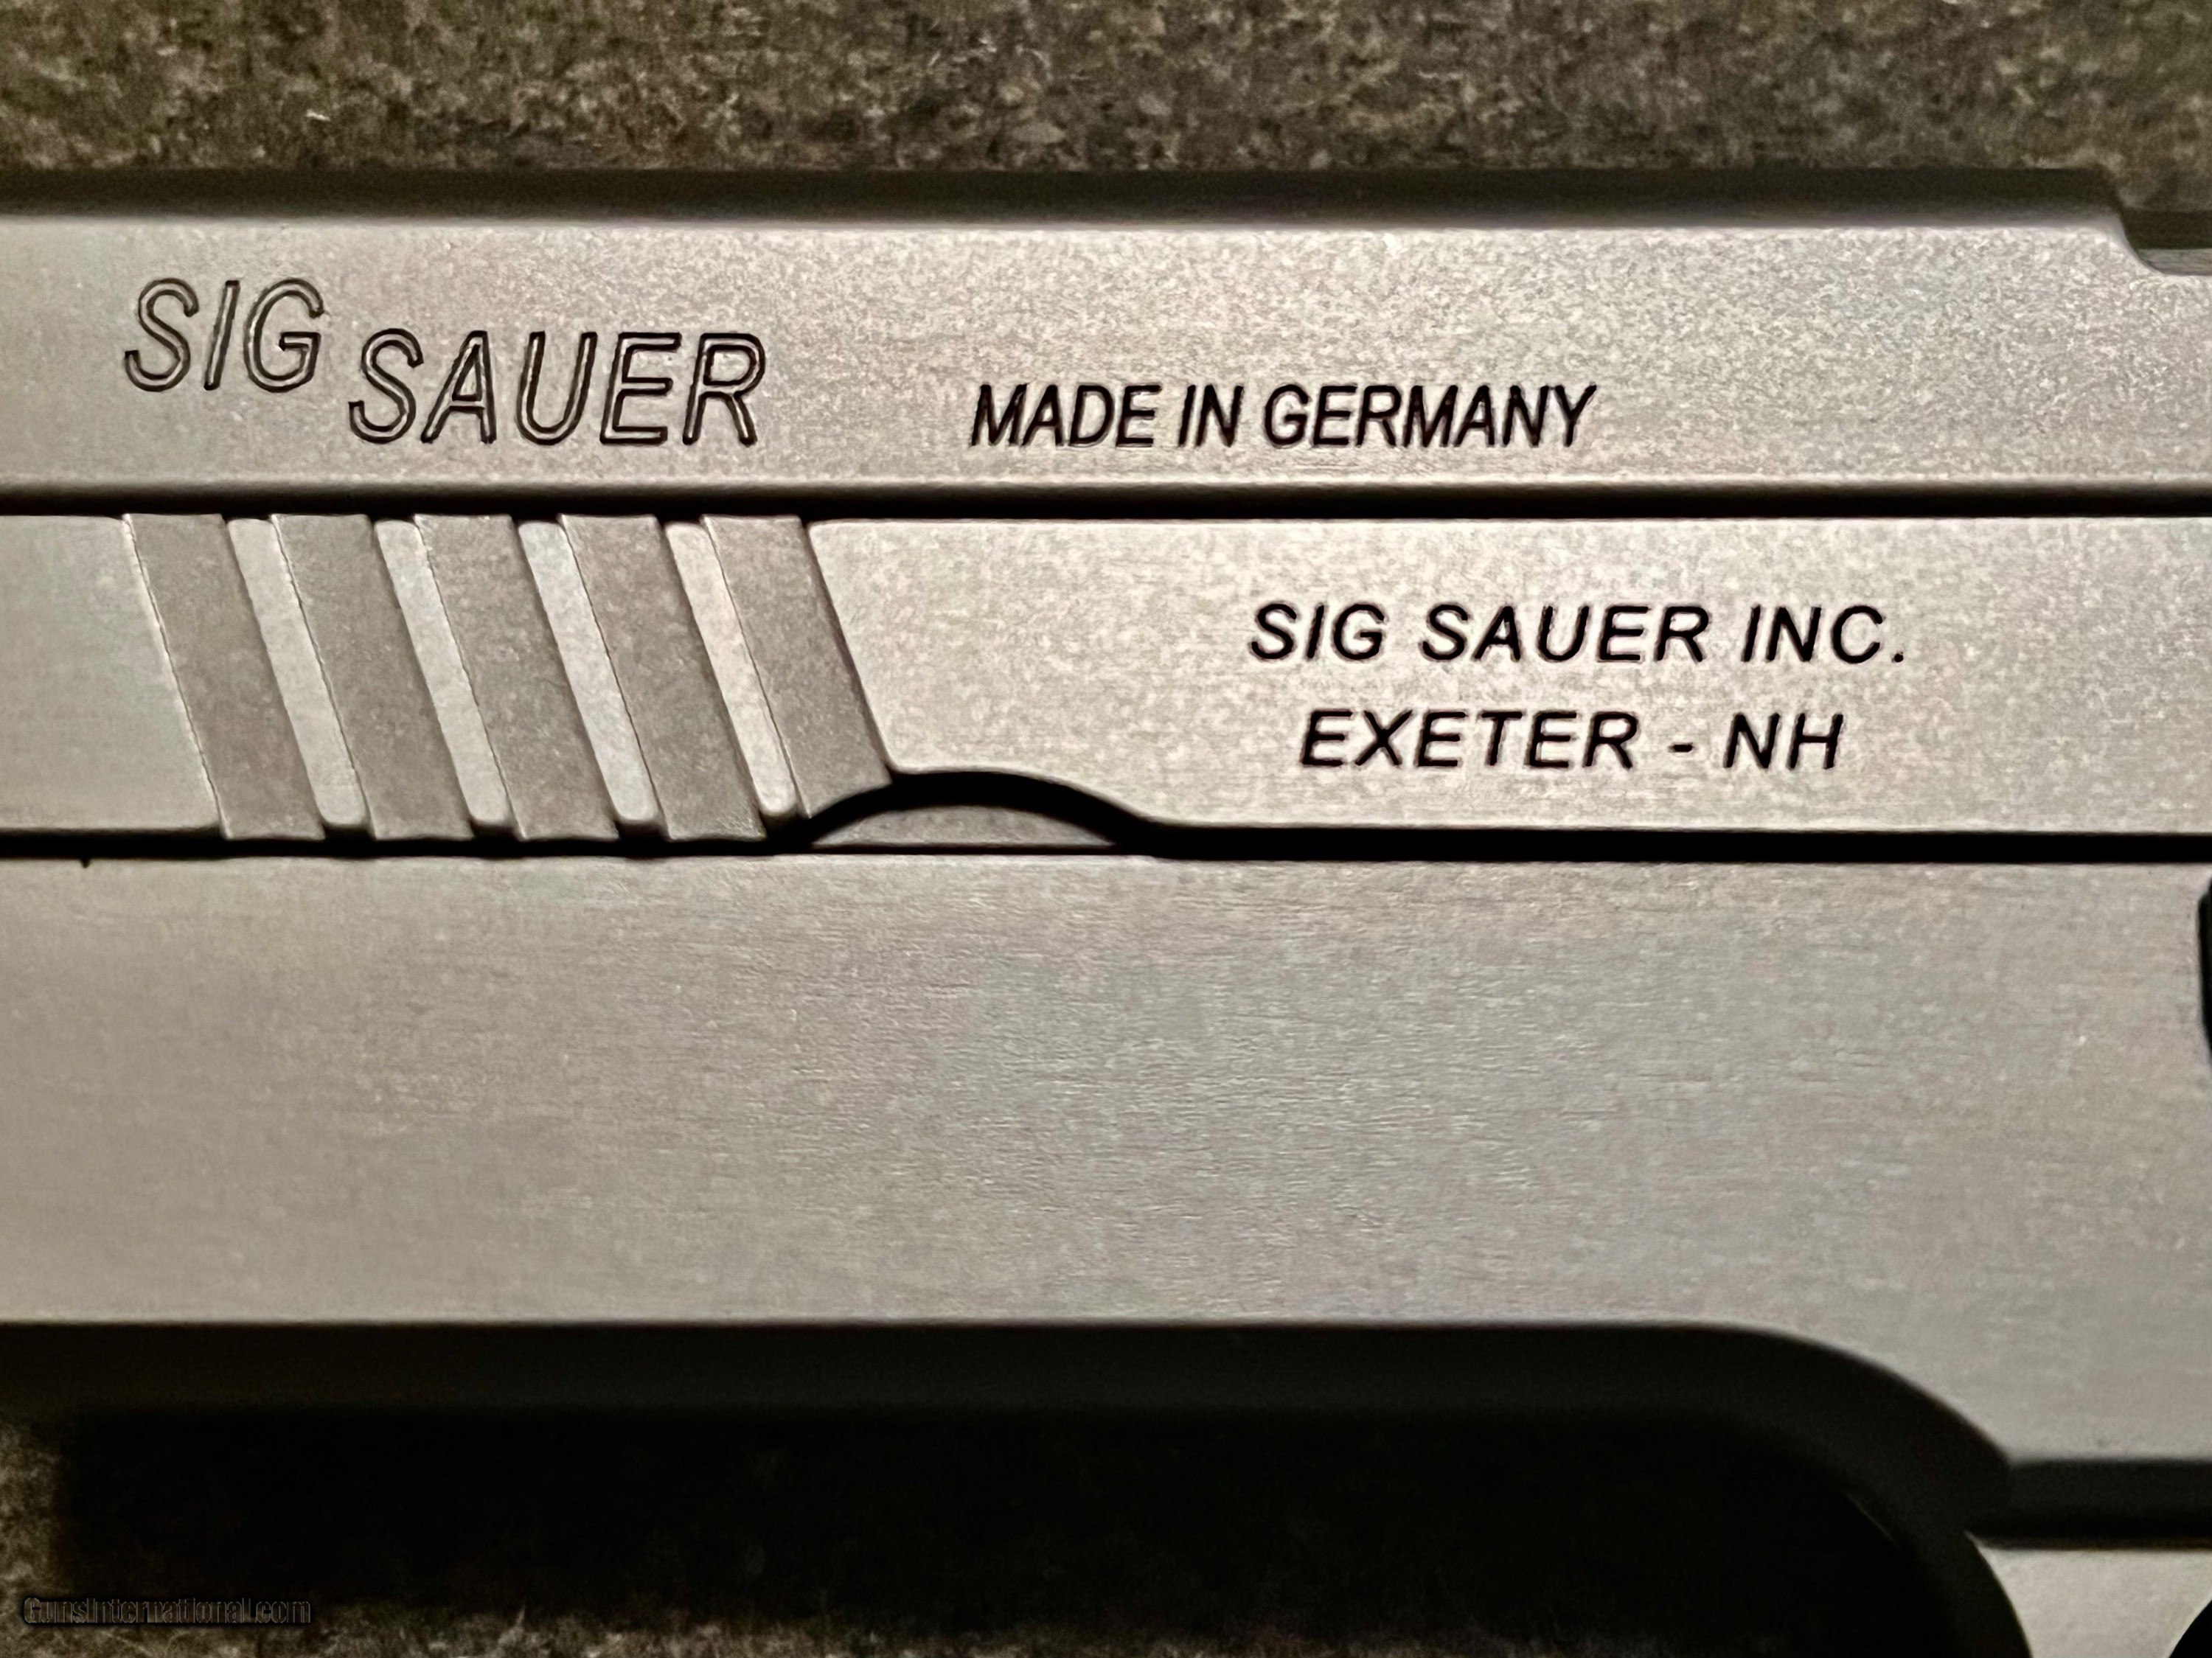 SIG SAUER MADE IN GERMANY
SIG SAUER INC.
EXETER - NH
GunsInternational.com